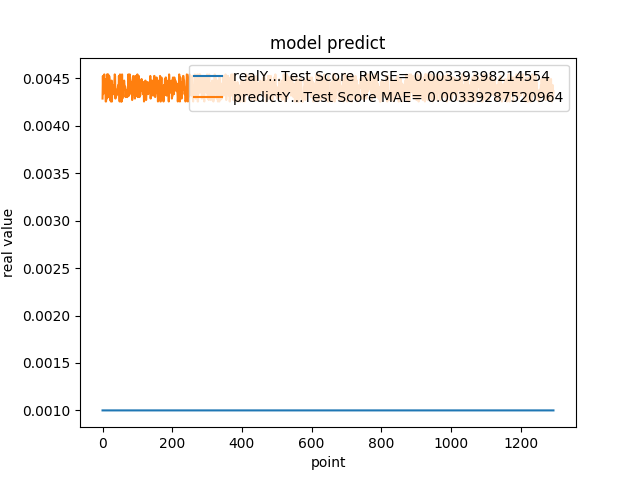 model predict
realY...Test Score RMSE= 0.00339398214554
predictY...Test Score MAE= 0.00339287520964
0.0045
0.0040
0.0035
0.0030
0.0025
0.0020
0.0015
0.0010
real value
0 200 400 600 800 1000 1200
point